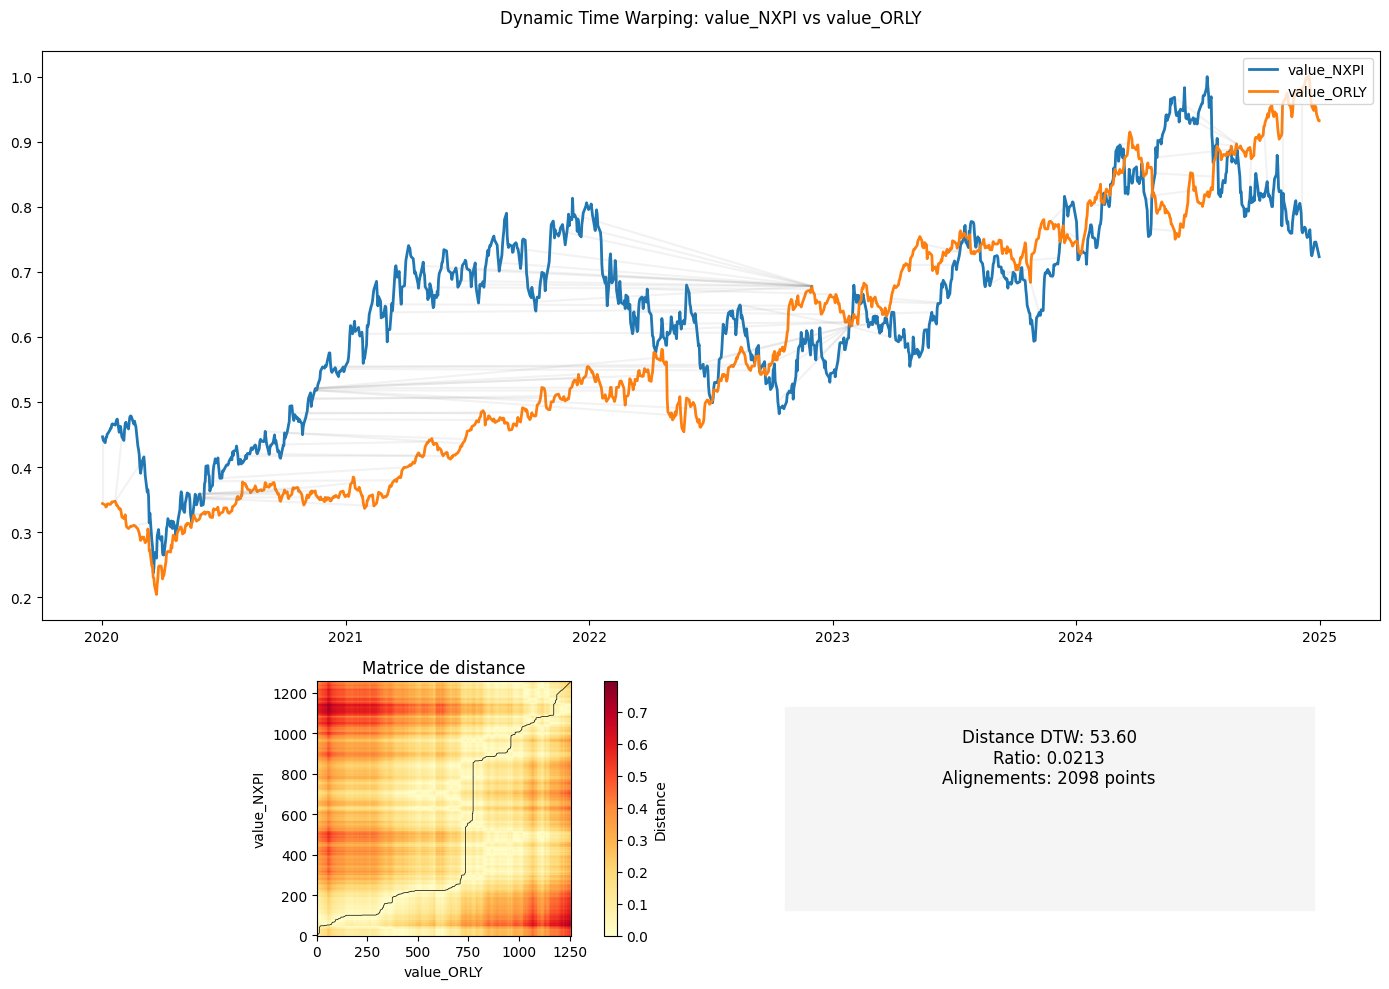 Dynamic Time Warping: value_NXPI vs value_ORLY
1.0
0.9
0.8
0.7
0.6
0.5
0.4
0.3
0.2
value_NXPI
value_ORLY
2020 2021 2022 2023 2024 2025
Matrice de distance
1200
1000
800
600
400
200
0
value_NXPI
0 250 500 750 1000 1250
value_ORLY
0.7
0.6
0.5
0.4
0.3
0.2
0.1
0.0
Distance
Distance DTW: 53.60
Ratio: 0.0213
Alignements: 2098 points